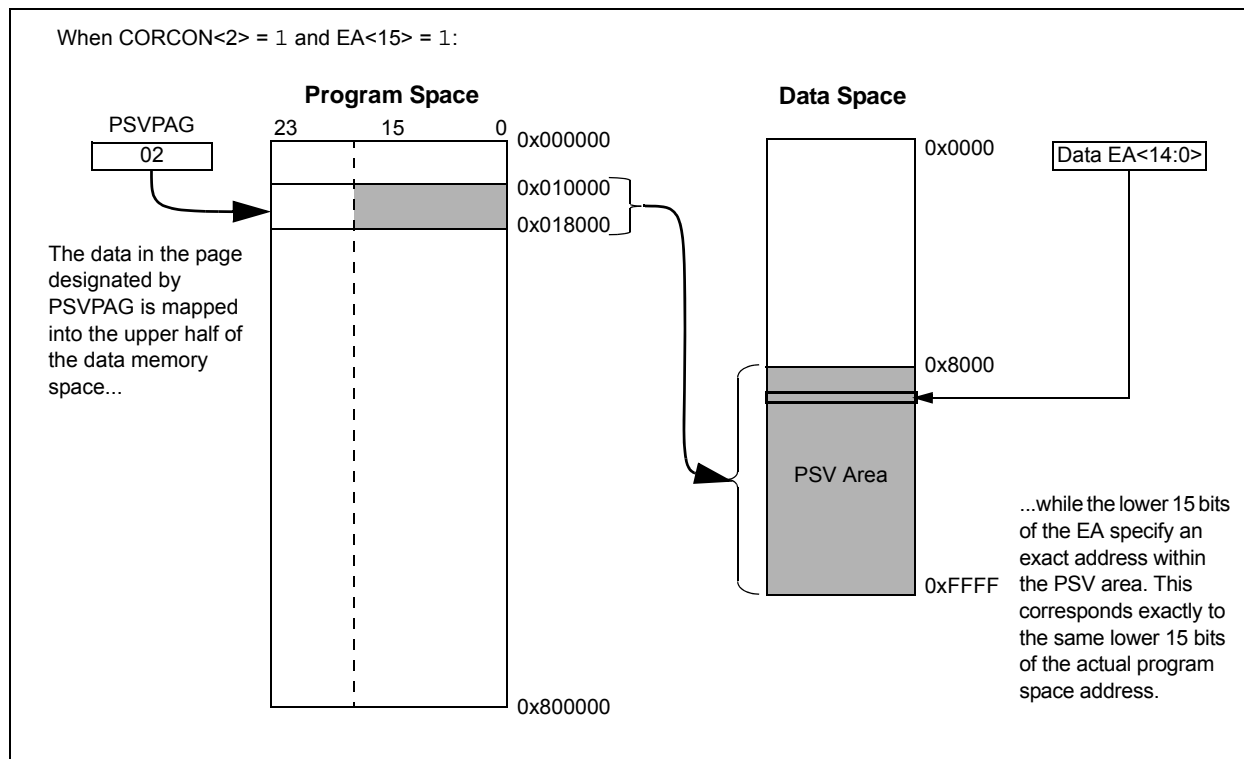 When CORCON<2> = 1 and EA<15> = 1:
Program Space
Data Space
PSVPAG
02
23 15 0
0x000000
0x010000
0x018000
0x800000
The data in the page
designated by
PSVPAG is mapped
into the upper half of
the data memory
space...
0x0000
0x8000
0xFFFF
PSV Area
Data EA<14:0>
...while the lower 15 bits
of the EA specify an
exact address within
the PSV area. This
corresponds exactly to
the same lower 15 bits
of the actual program
space address.